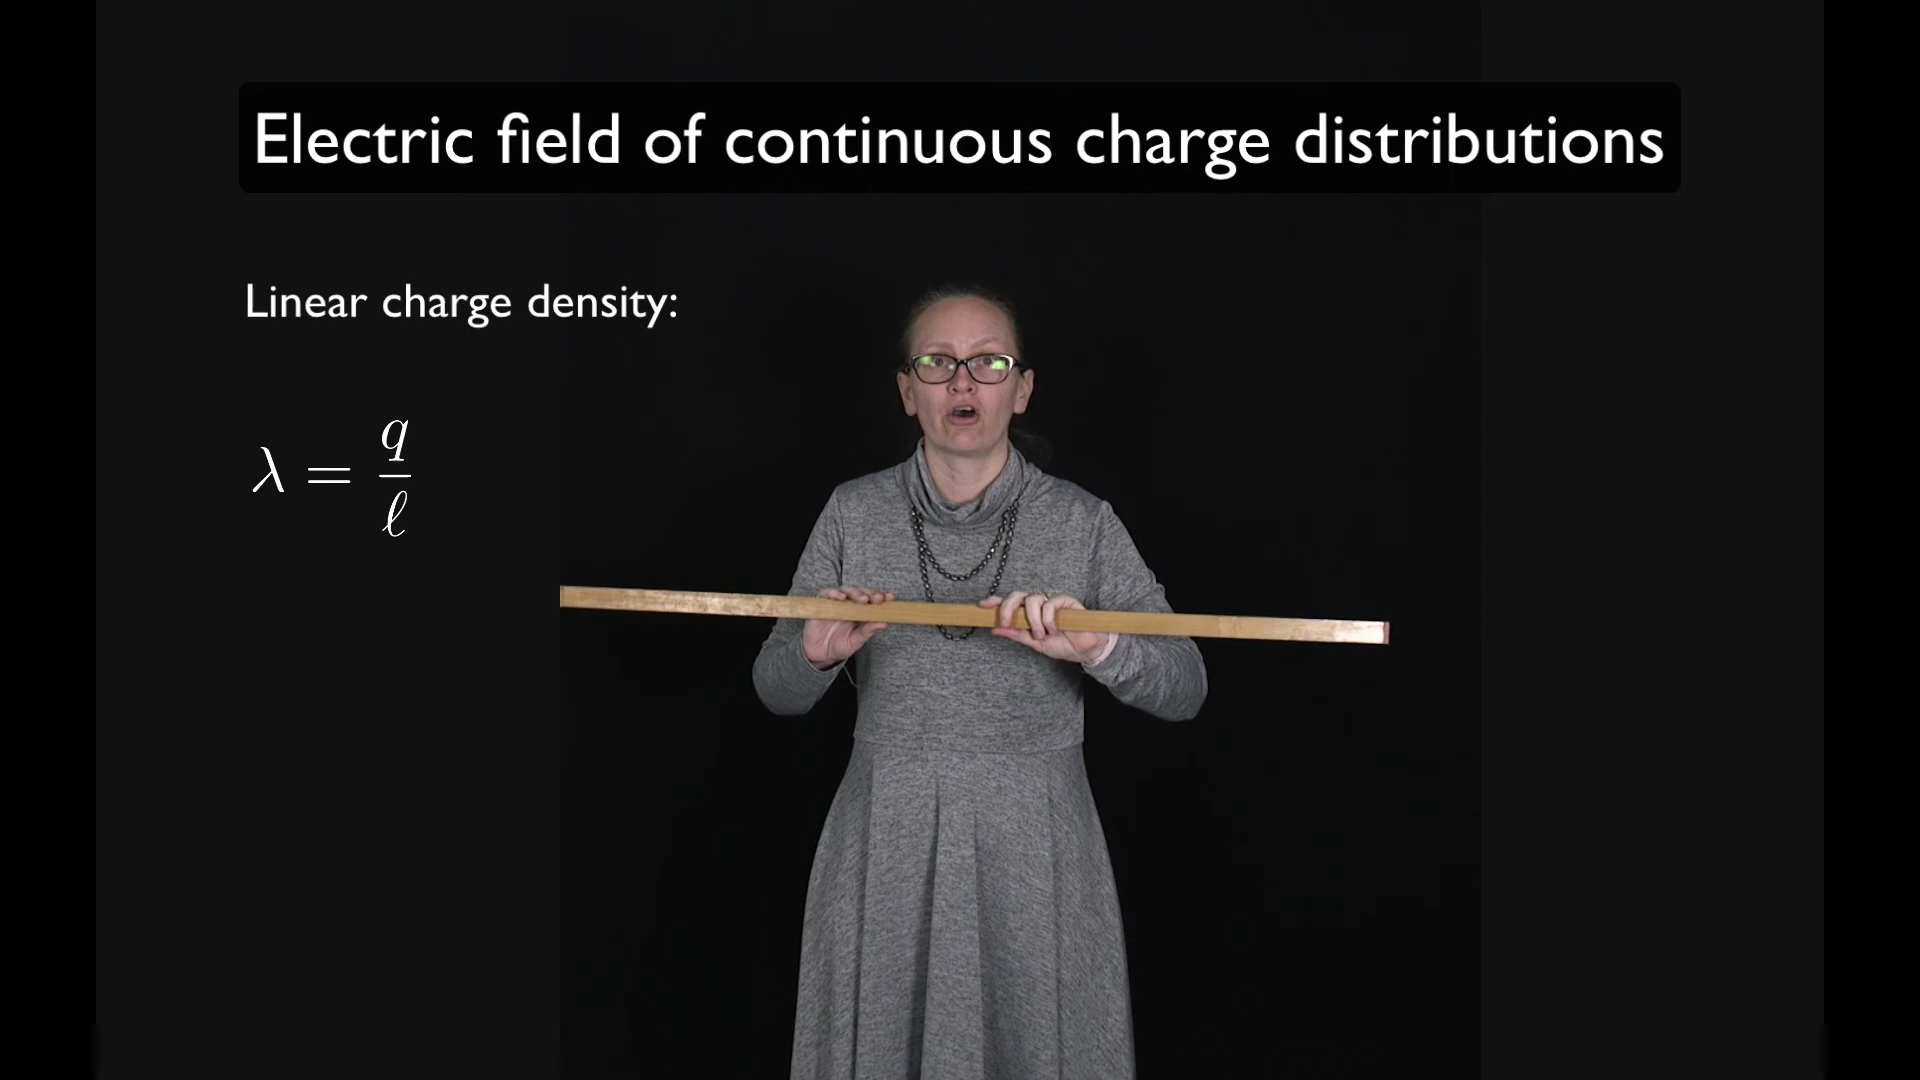 Electric field of continuous charge distributions
Linear charge density:
λ = q/ℓ